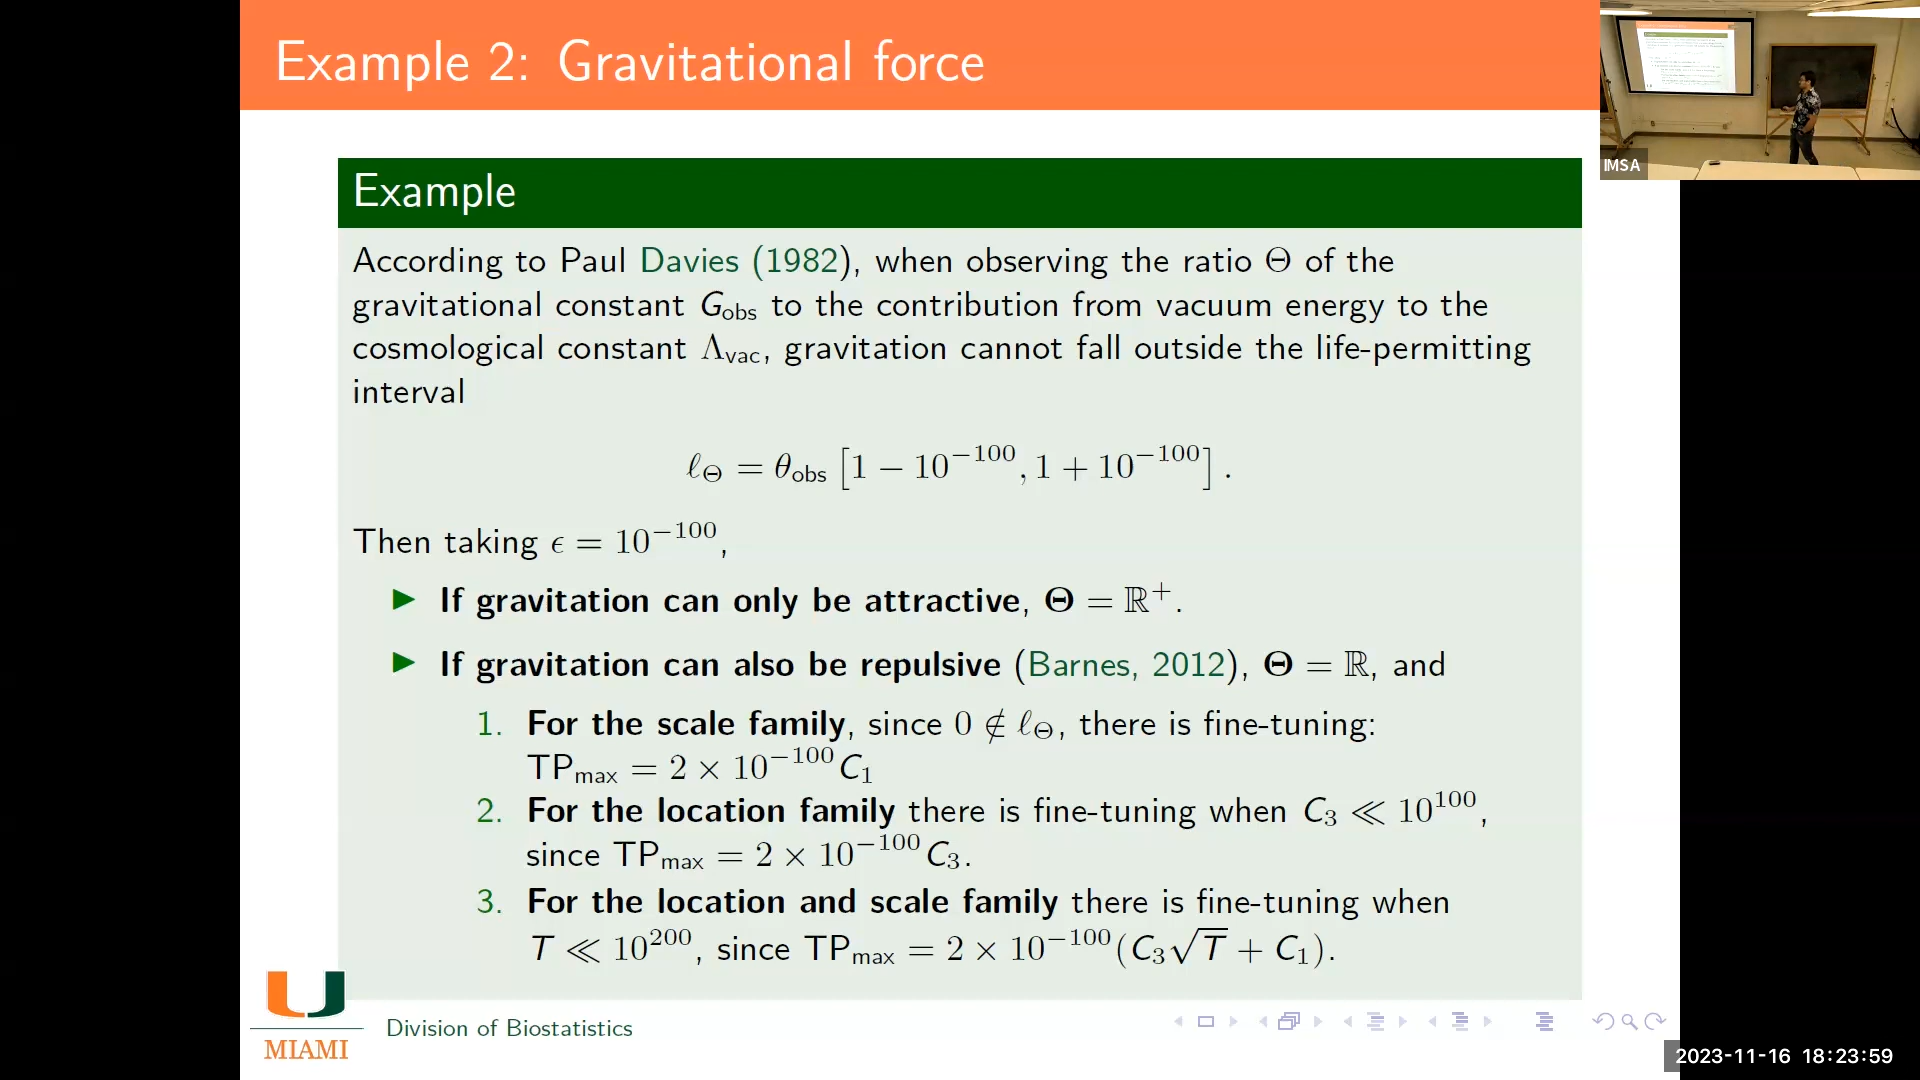 Example 2: Gravitational force
IMSA
Example
According to Paul Davies (1982), when observing the ratio Θ of the
gravitational constant G_obs to the contribution from vacuum energy to the
cosmological constant Λ_vac, gravitation cannot fall outside the life-permitting
interval
ℓ_Θ = θ_obs [1 − 10^{−100}, 1 + 10^{−100}] .
Then taking ϵ = 10^{−100},
▶ If gravitation can only be attractive, Θ = ℝ^+.
▶ If gravitation can also be repulsive (Barnes, 2012), Θ = ℝ, and
1. For the scale family, since 0 ∉ ℓ_Θ, there is fine-tuning:
TP_max = 2 × 10^{−100} C_1
2. For the location family there is fine-tuning when C_3 ≪ 10^{100},
since TP_max = 2 × 10^{−100} C_3.
3. For the location and scale family there is fine-tuning when
T ≪ 10^{200}, since TP_max = 2 × 10^{−100}(C_3√T + C_1).
MIAMI
Division of Biostatistics
2023-11-16 18:23:59